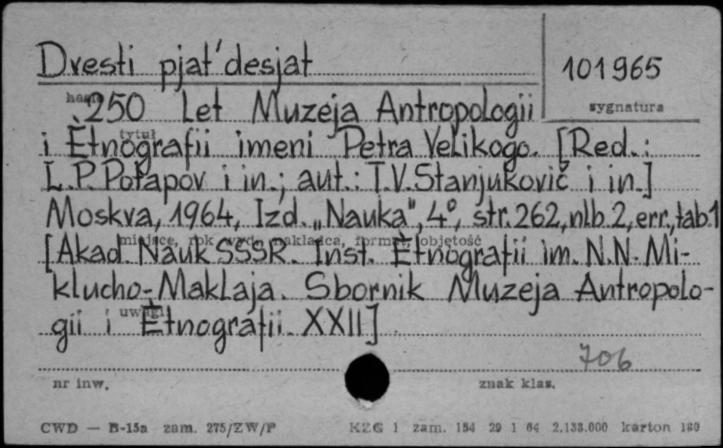 Dvesti pjat'desjat
101965
hasło
sygnatura
250 Let Muzeja Antropologii
tytuł
i Ètnografii imeni Petra Velikogo. [Red.:
L.P. Potapov i in.; aut.: T.V. Stanjukovič i in.]
Moskva, 1964, Izd. „Nauka", 4°, str. 262, nlb. 2, err., tab. 1
miejsce, rok wyd., nakładca, format, objętość
[Akad. Nauk SSSR. Inst. Ètnografii im. N.N. Mi-
klucho-Maklaja. Sbornik Muzeja Antropolo-
uwagi
gii i Ètnografii. XXII]
706
nr inw.
znak klas.
CWD — B-15a zam. 275/ZW/P
KZG 1 zam. 154 29 1 64 2.133.000 karton 180